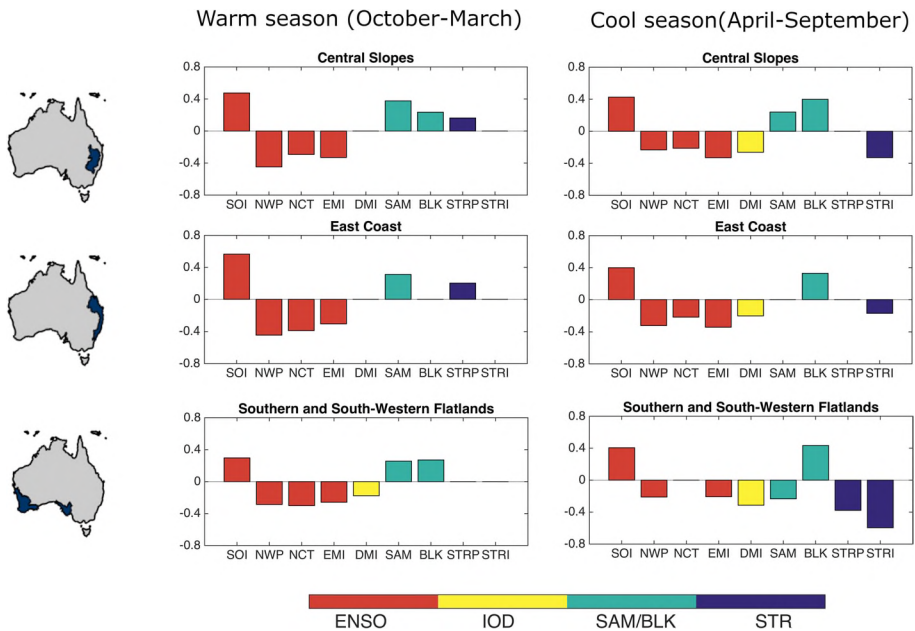 Warm season (October-March)
Cool season(April-September)
Central Slopes
0.8
0.4
0
-0.4
-0.8
SOI NWP NCT EMI DMI SAM BLK STRP STRI
Central Slopes
0.8
0.4
0
-0.4
-0.8
SOI NWP NCT EMI DMI SAM BLK STRP STRI
East Coast
0.8
0.4
0
-0.4
-0.8
SOI NWP NCT EMI DMI SAM BLK STRP STRI
East Coast
0.8
0.4
0
-0.4
-0.8
SOI NWP NCT EMI DMI SAM BLK STRP STRI
Southern and South-Western Flatlands
0.8
0.4
0
-0.4
-0.8
SOI NWP NCT EMI DMI SAM BLK STRP STRI
Southern and South-Western Flatlands
0.8
0.4
0
-0.4
-0.8
SOI NWP NCT EMI DMI SAM BLK STRP STRI
ENSO IOD SAM/BLK STR